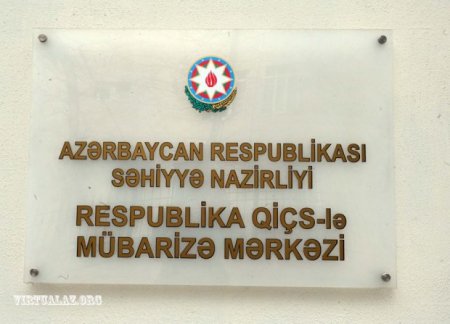 AZƏRBAYCAN RESPUBLİKASI
SƏHİYYƏ NAZİRLİYİ
RESPUBLİKA QİÇS-lə
MÜBARİZƏ MƏRKƏZİ
VIRTUALAZ.ORG